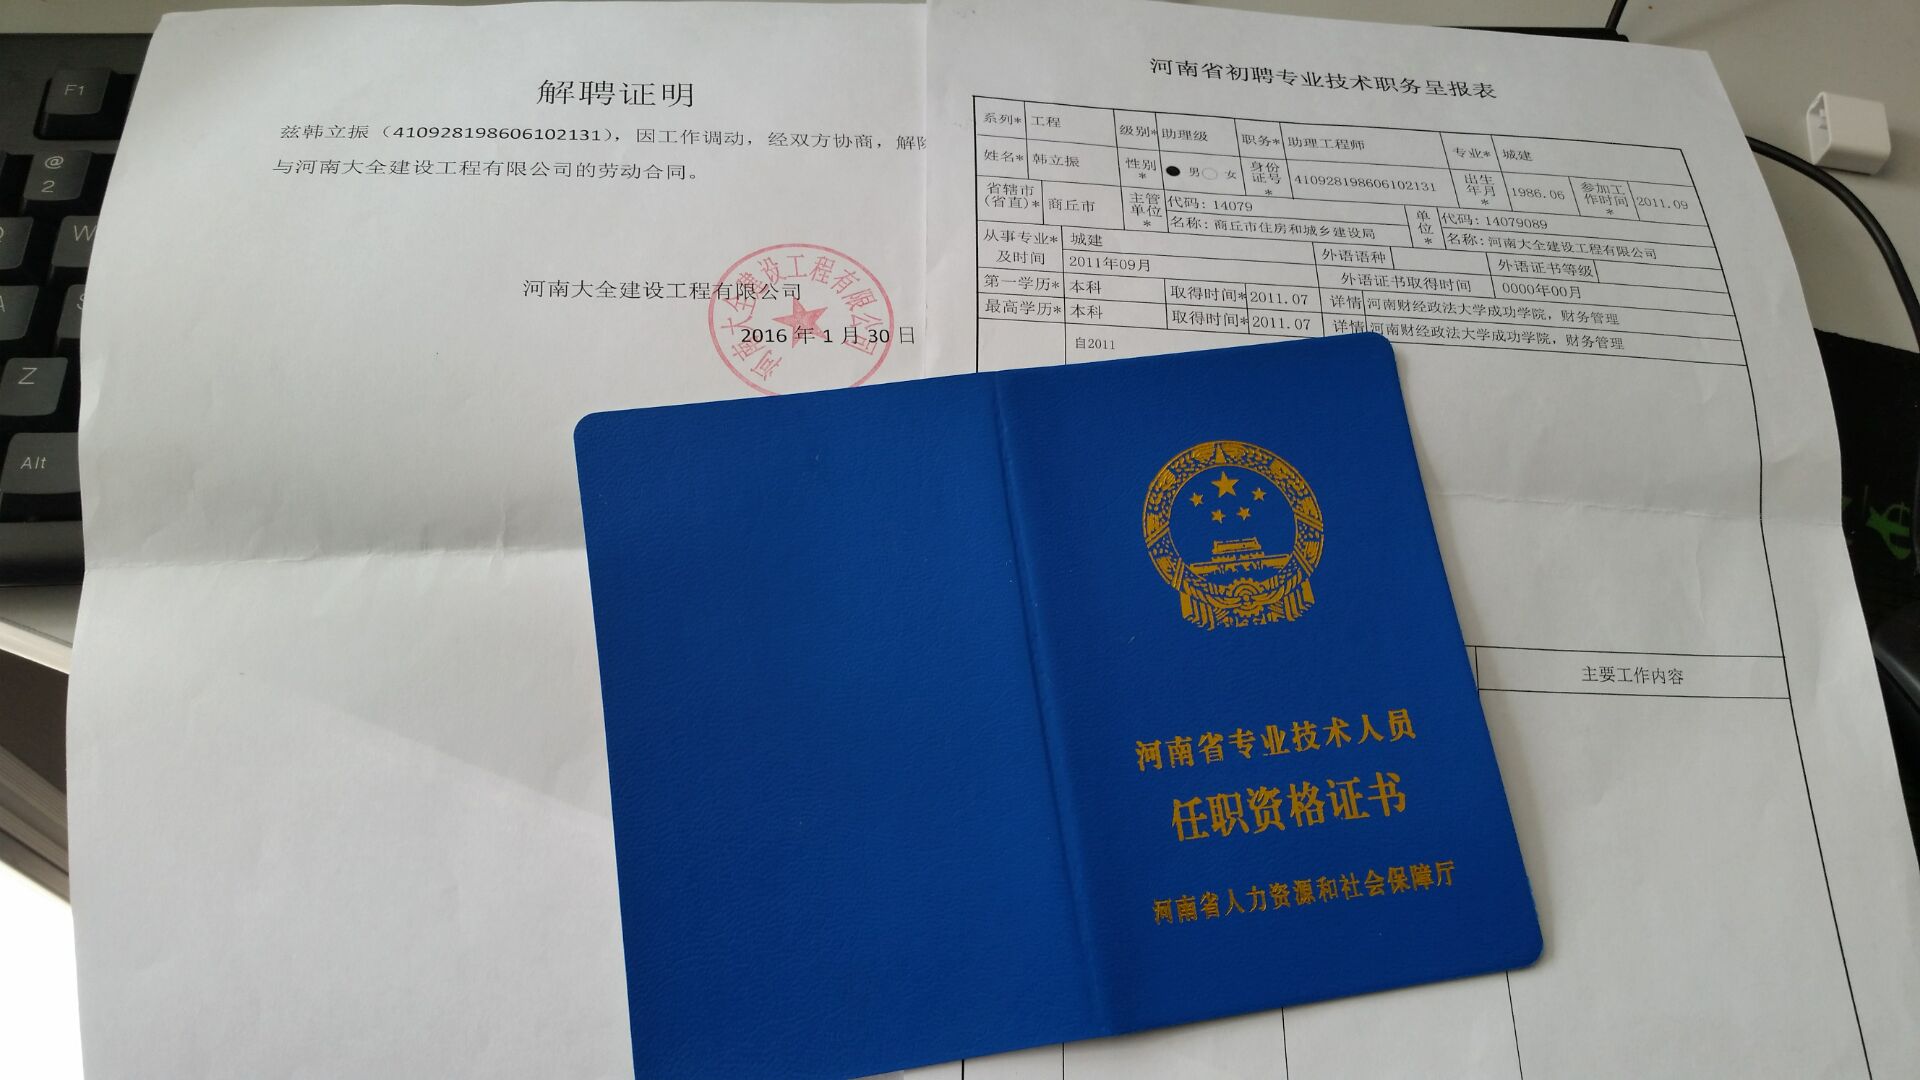 解聘证明
兹韩立振（410928198606102131），因工作调动，经双方协商，解除
与河南大全建设工程有限公司的劳动合同。
河南大全建设工程有限公司
2016 年 1 月 30 日
河南大全建设工程有限公司
河南省初聘专业技术职务呈报表
系列* 工程 级别* 助理级 职务* 助理工程师 专业* 城建
姓名* 韩立振 性别* 男 女 身份证号* 410928198606102131 出生年月* 1986.06 参加工作时间* 2011.09
省辖市(省直)* 商丘市 主管单位* 代码: 14079 单位* 代码: 14079089
名称: 商丘市住房和城乡建设局 名称: 河南大全建设工程有限公司
从事专业* 城建 外语语种 外语证书等级
及时间 2011年09月 外语证书取得时间 0000年00月
第一学历* 本科 取得时间* 2011.07 详情 河南财经政法大学成功学院，财务管理
最高学历* 本科 取得时间* 2011.07 详情 河南财经政法大学成功学院，财务管理
自2011
主要工作内容
河南省专业技术人员
任职资格证书
河南省人力资源和社会保障厅
F1
@
2
W
Z
Alt